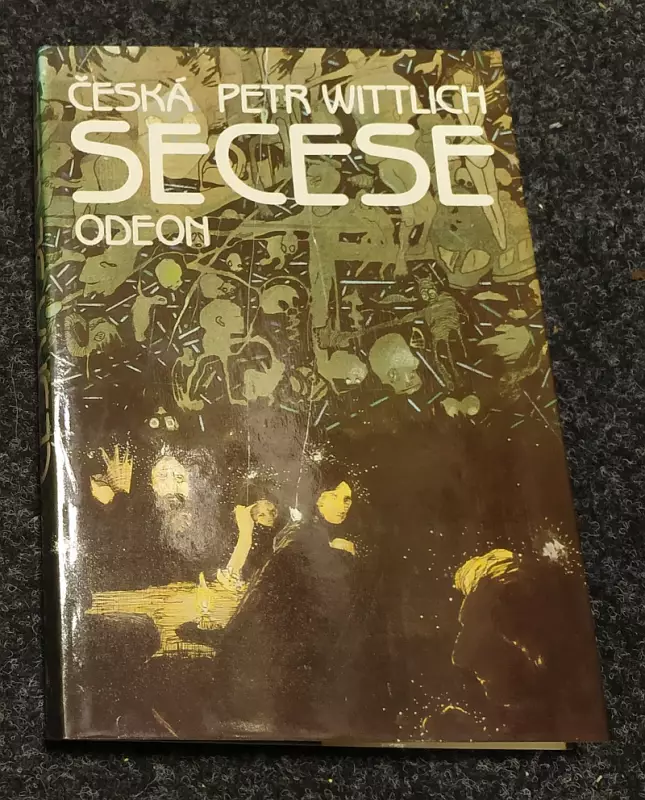 ČESKÁ PETR WITTLICH
SECESE
ODEON